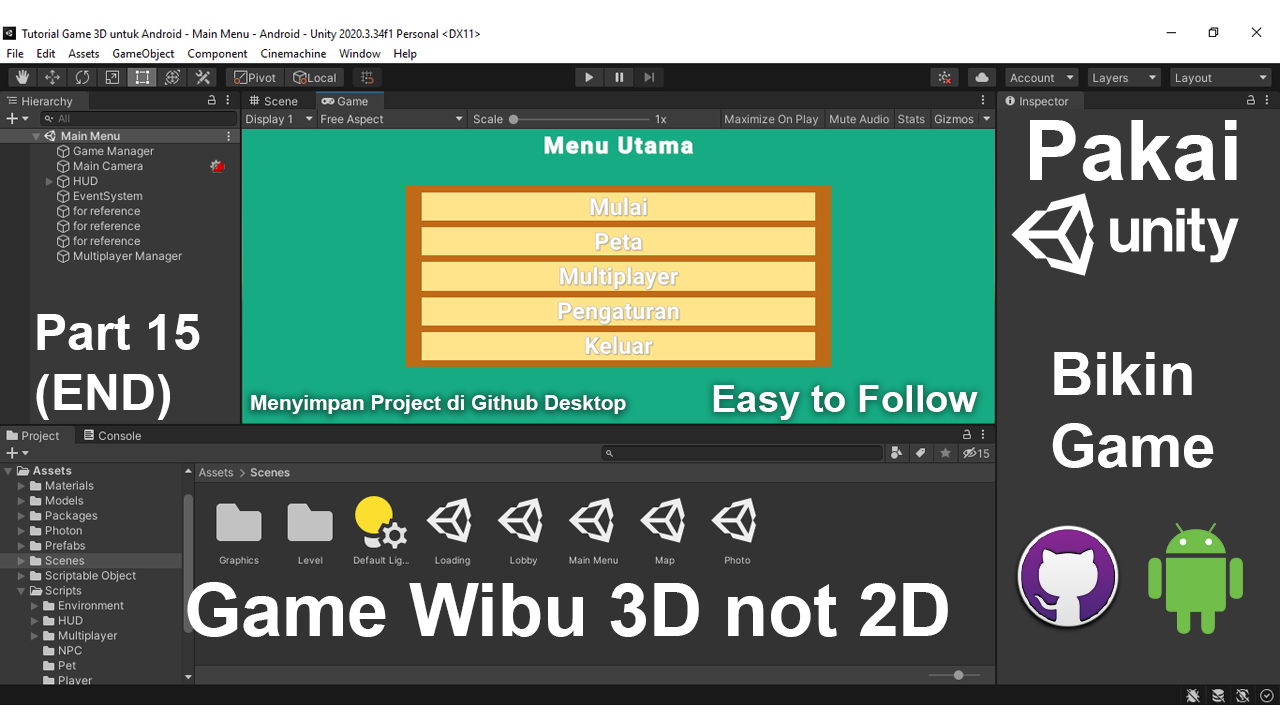 Tutorial Game 3D untuk Android - Main Menu - Android - Unity 2020.3.34f1 Personal <DX11>
File Edit Assets GameObject Component Cinemachine Window Help
Pivot Local Account Layers Layout
Hierarchy
All
Main Menu
Game Manager
Main Camera
HUD
EventSystem
for reference
for reference
for reference
Multiplayer Manager
Part 15
(END)
Scene Game
Display 1 Free Aspect Scale 1x Maximize On Play Mute Audio Stats Gizmos
Menu Utama
Mulai
Peta
Multiplayer
Pengaturan
Keluar
Menyimpan Project di Github Desktop
Easy to Follow
Inspector
Pakai
unity
Bikin
Game
Project Console
15
Assets
Materials
Models
Packages
Photon
Prefabs
Scenes
Scriptable Object
Scripts
Environment
HUD
Multiplayer
NPC
Pet
Player
Assets > Scenes
Graphics Level Default Lig... Loading Lobby Main Menu Map Photo
Game Wibu 3D not 2D